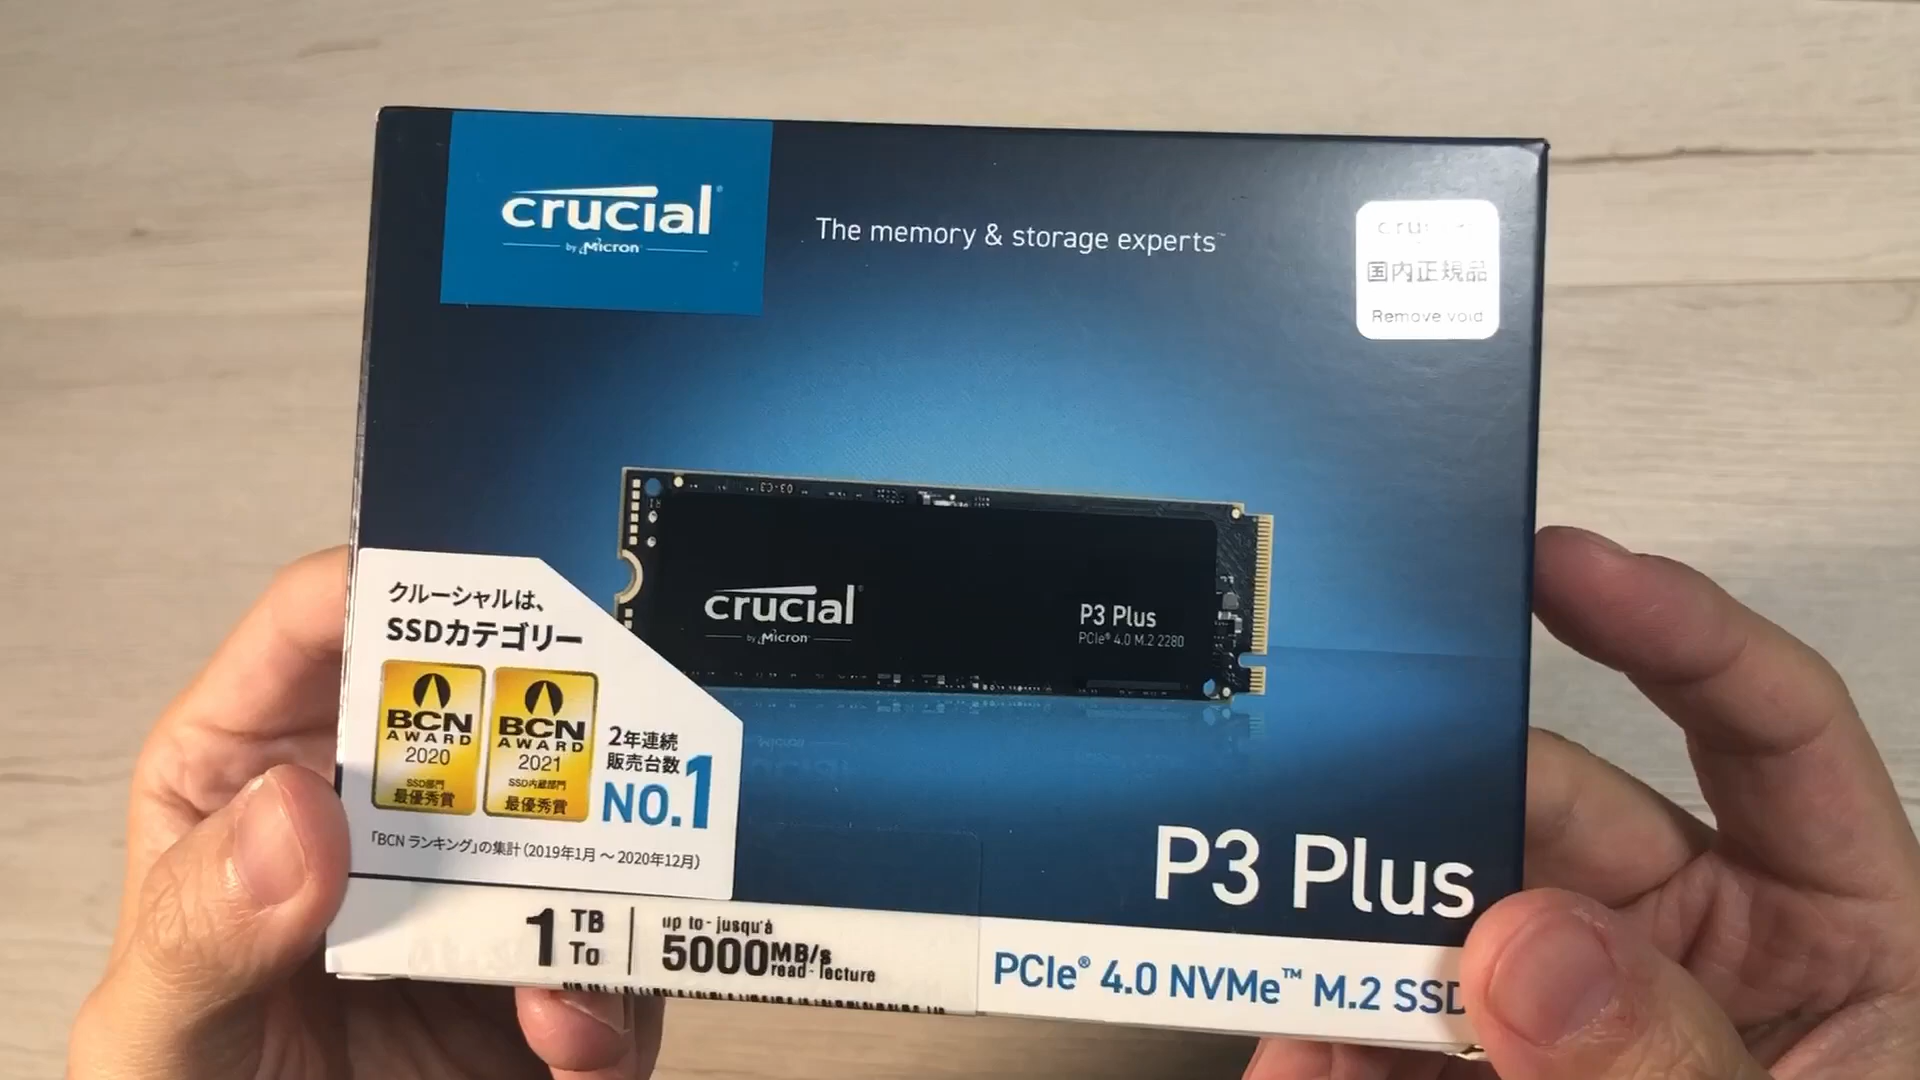 crucial
by Micron
The memory & storage experts™
国内正規品
Remove void
03-C3
crucial
by Micron
P3 Plus
PCIe® 4.0 M.2 2280
クルーシャルは、
SSDカテゴリー
BCN
AWARD
2020
SSD部門
最優秀賞
BCN
AWARD
2021
SSD内蔵部門
最優秀賞
2年連続
販売台数
NO.1
「BCN ランキング」の集計（2019年1月 ～ 2020年12月）
P3 Plus
1 TB
To
up to - jusqu'à
5000MB/s
read - lecture
PCIe® 4.0 NVMe™ M.2 SSD